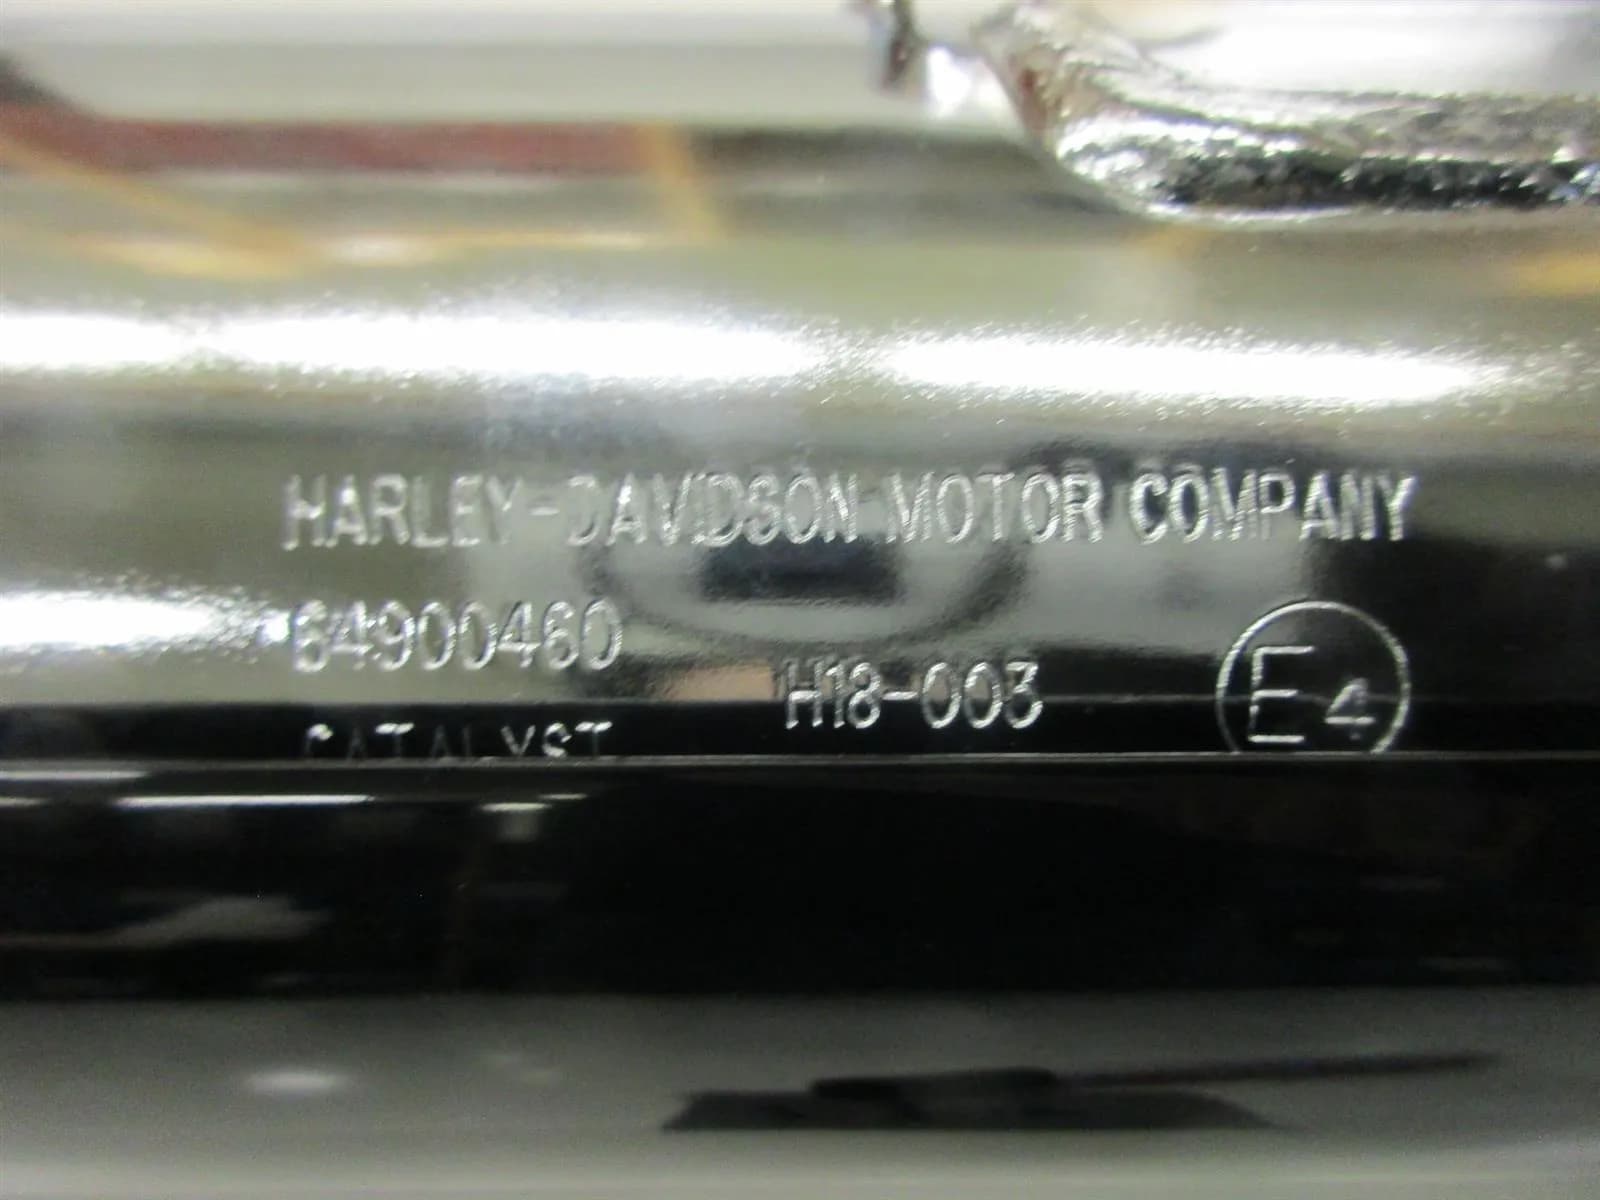 HARLEY-DAVIDSON MOTOR COMPANY
64900460
H18-003
E4
CATALYST